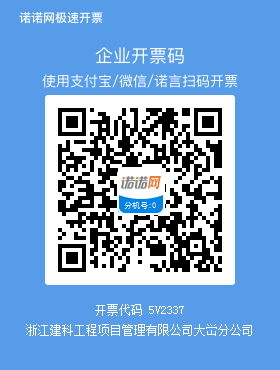 诺诺网极速开票
企业开票码
使用支付宝/微信/诺言扫码开票
诺诺网
分机号:0
开票代码 5V2337
浙江建科工程项目管理有限公司大岙分公司